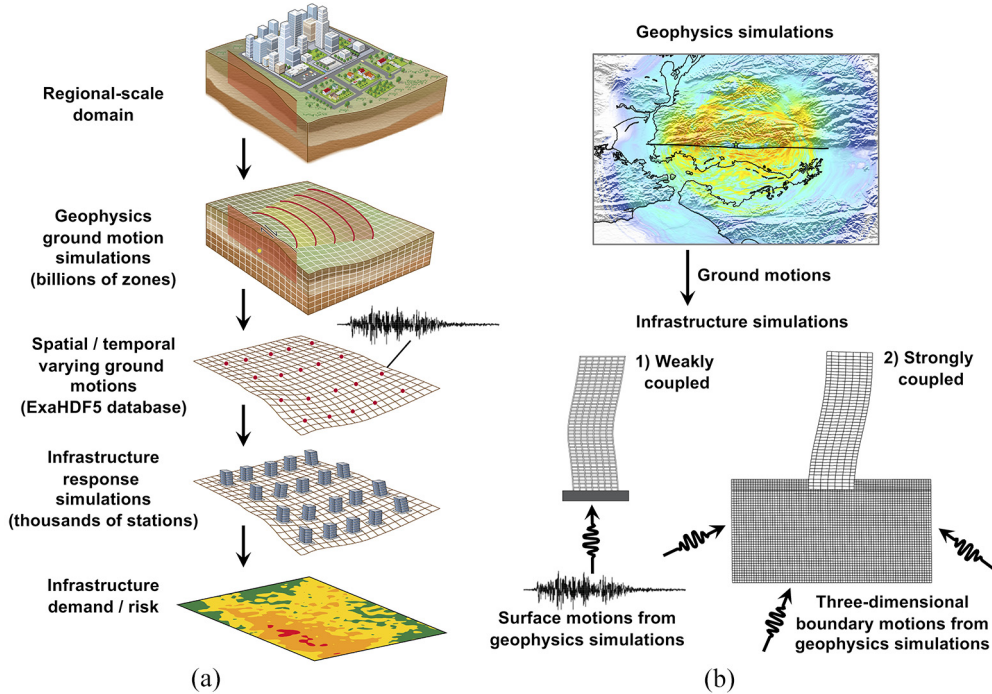 Regional-scale
domain
Geophysics
ground motion
simulations
(billions of zones)
Spatial / temporal
varying ground
motions
(ExaHDF5 database)
Infrastructure
response
simulations
(thousands of stations)
Infrastructure
demand / risk
(a)
Geophysics simulations
Ground motions
Infrastructure simulations
1) Weakly
coupled
2) Strongly
coupled
Surface motions from
geophysics simulations
Three-dimensional
boundary motions from
geophysics simulations
(b)